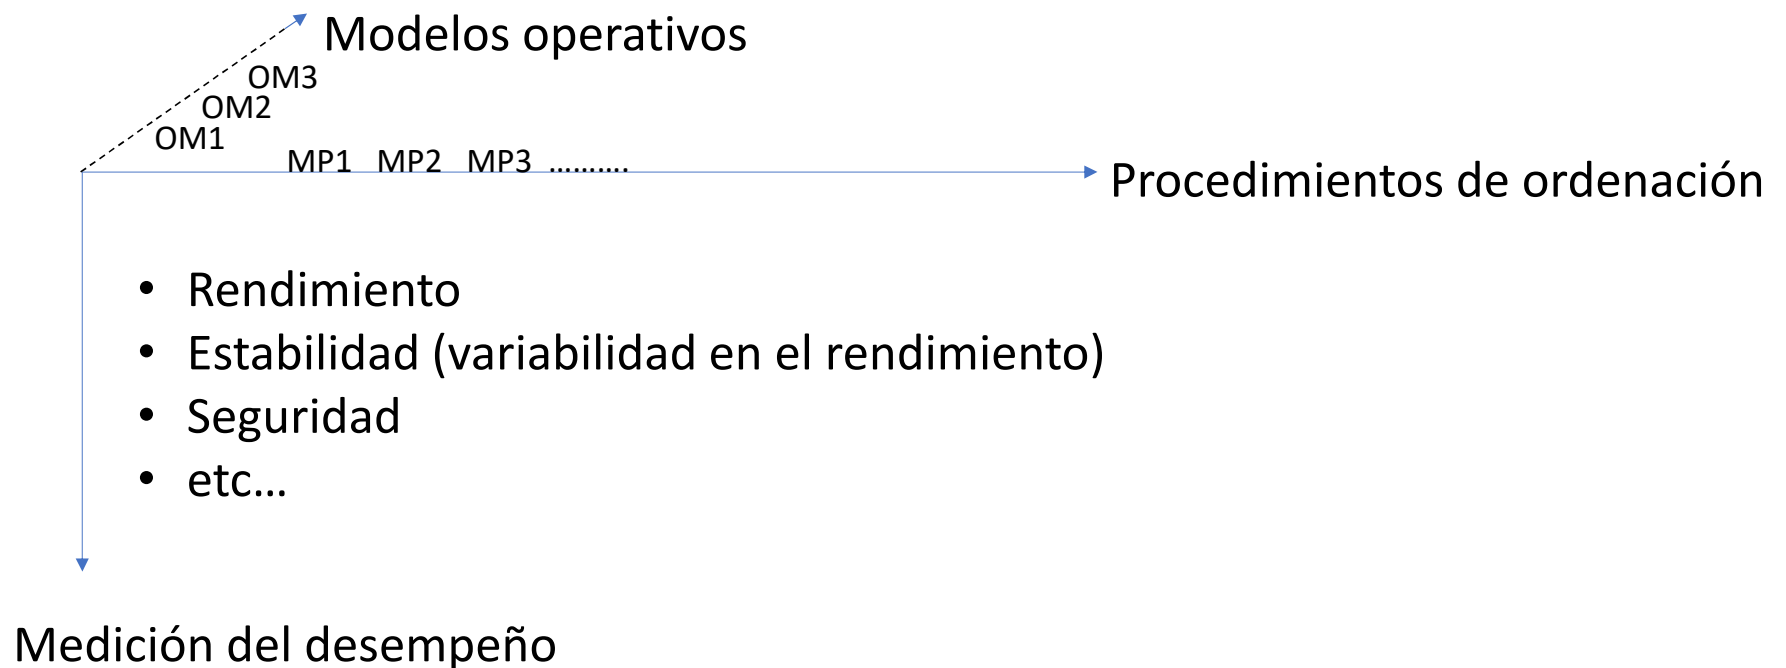 Modelos operativos
OM3
OM2
OM1
MP1 MP2 MP3 ..........
Procedimientos de ordenación
• Rendimiento
• Estabilidad (variabilidad en el rendimiento)
• Seguridad
• etc...
Medición del desempeño